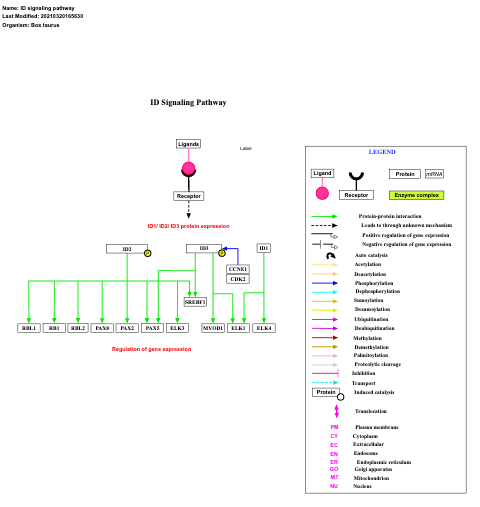 Name: ID signaling pathway
Last Modified: 20210320165630
Organism: Bos taurus
ID Signaling Pathway
Ligands
Label
Receptor
ID1/ ID2/ ID3 protein expression
ID2
P
ID3
P
ID1
CCNE1
CDK2
SREBF1
RBL1
RB1
RBL2
PAX8
PAX2
PAX5
ELK3
MYOD1
ELK1
ELK4
Regulation of gene expression
LEGEND
Ligand
Receptor
Protein
mRNA
Enzyme complex
Protein-protein interaction
Leads to through unknown mechanism
Positive regulation of gene expression
Negative regulation of gene expression
Auto catalysis
Acetylation
Deacetylation
Phosphorylation
Dephosphorylation
Sumoylation
Desumoylation
Ubiquitination
Deubiquitination
Methylation
Demethylation
Palmitoylation
Proteolytic cleavage
Inhibition
Transport
Protein
Induced catalysis
Translocation
PM Plasma membrane
CY Cytoplasm
EC Extracellular
EN Endosome
ER Endoplasmic reticulum
GO Golgi apparatus
MT Mitochondrion
NU Nucleus